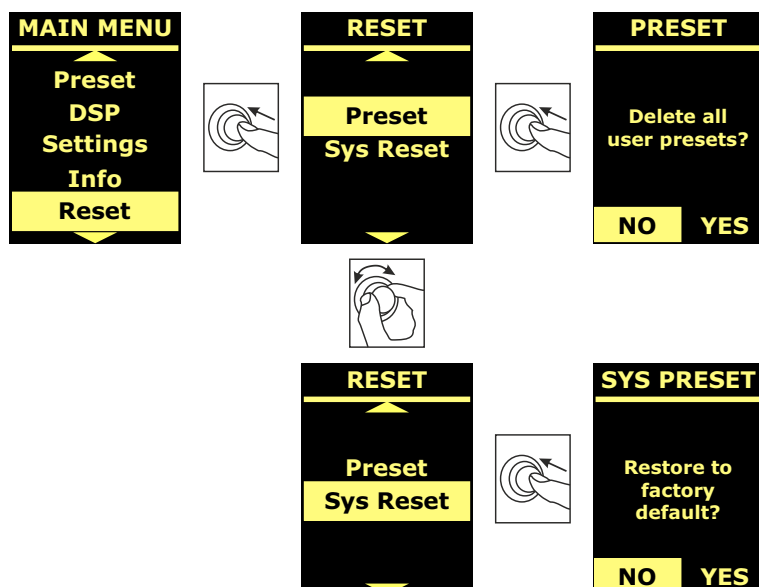 MAIN MENU
Preset
DSP
Settings
Info
Reset
RESET
Preset
Sys Reset
PRESET
Delete all
user presets?
NO YES
RESET
Preset
Sys Reset
SYS PRESET
Restore to
factory
default?
NO YES